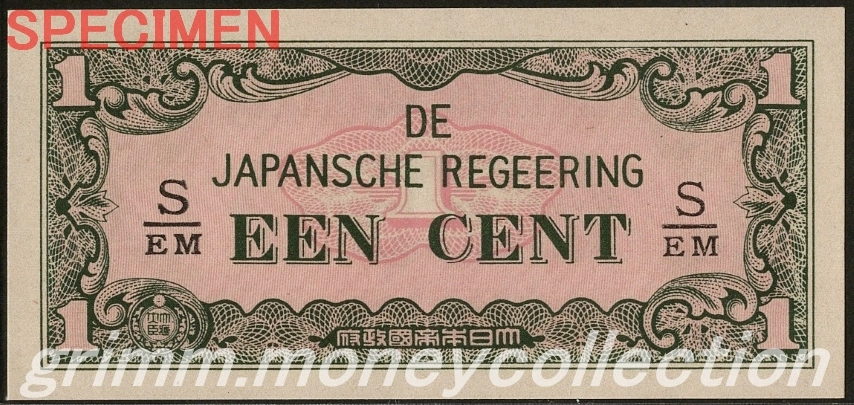 SPECIMEN
1 1
DE
JAPANSCHE REGEERING
S
EM
EEN CENT
S
EM
1
1 1
府政國帝本日大
grimm.moneycollection